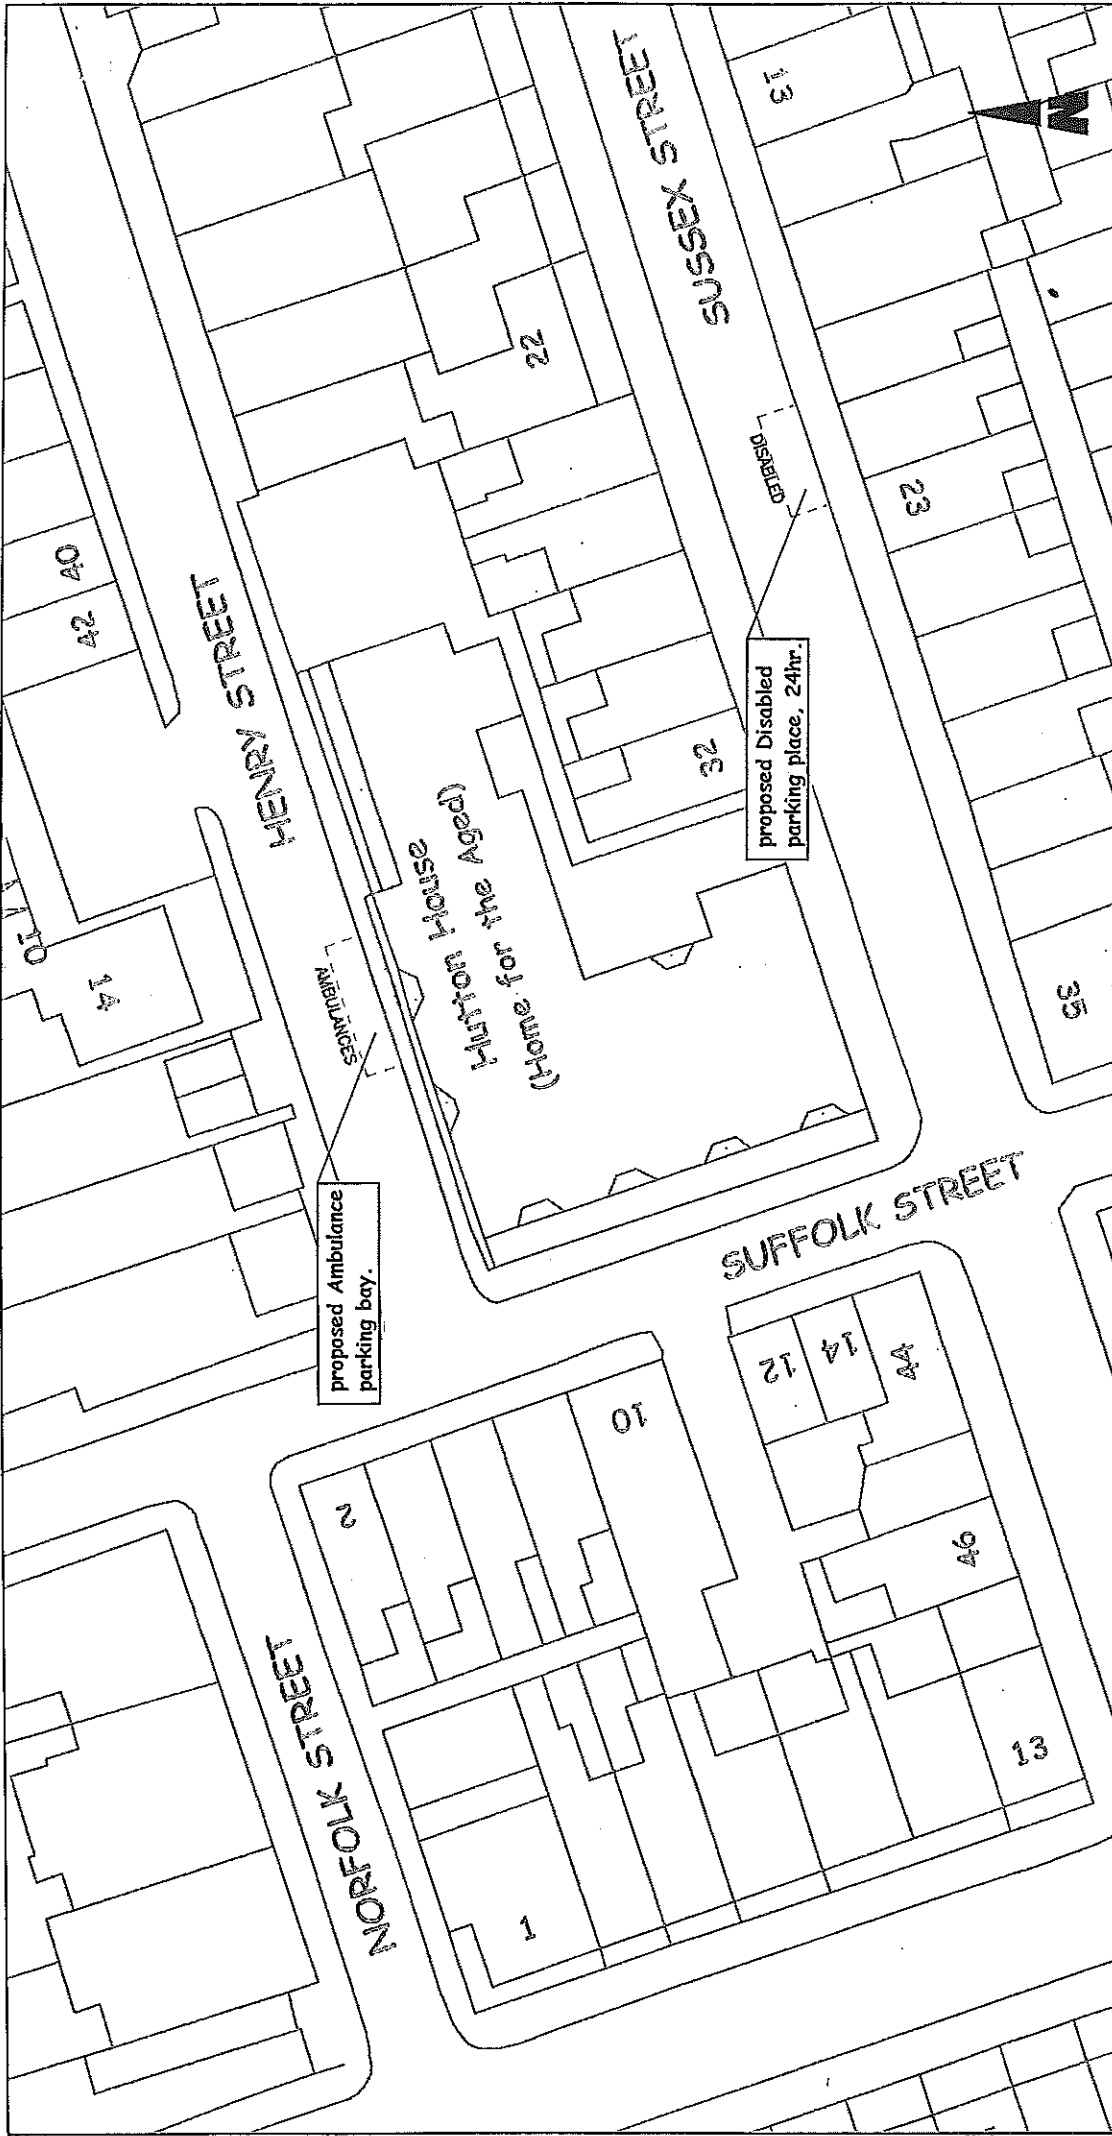 HENRY STREET
SUSSEX STREET
NORFOLK STREET
SUFFOLK STREET
Hutton House
(Home for the Aged)
AMBULANCES
proposed Ambulance
parking bay.
DISABLED
proposed Disabled
parking place, 24hr.
40
42
14
10
22
32
13
23
35
2
10
12
14
44
46
1
13
N